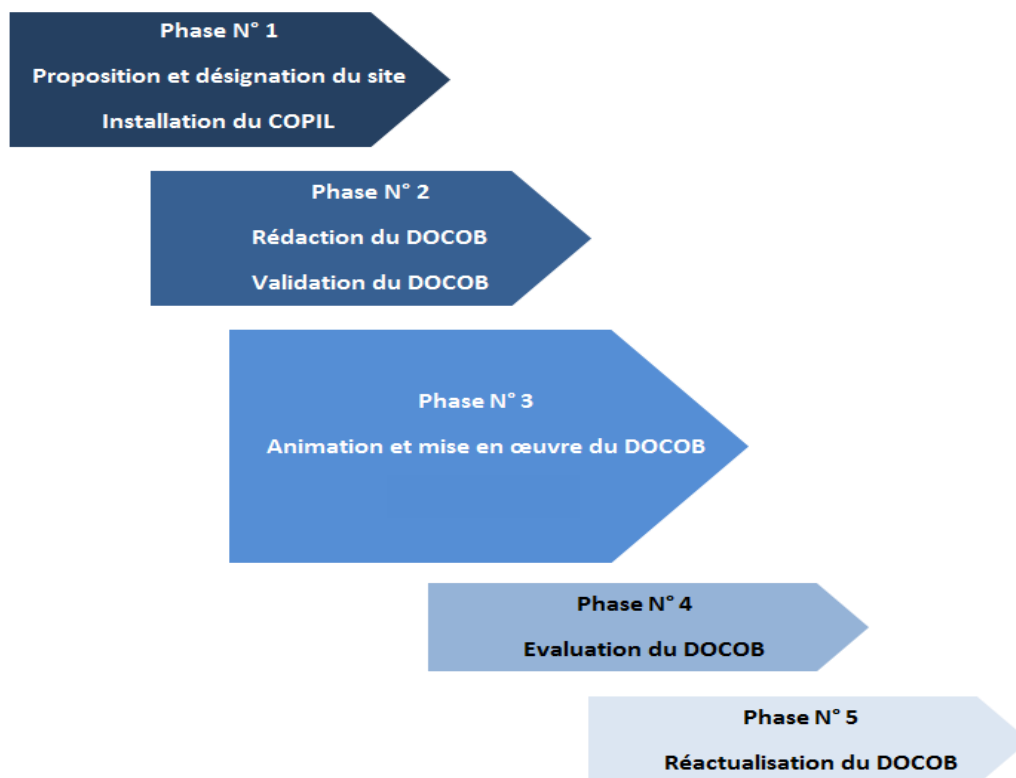 Phase N° 1
Proposition et désignation du site
Installation du COPIL
Phase N° 2
Rédaction du DOCOB
Validation du DOCOB
Phase N° 3
Animation et mise en œuvre du DOCOB
Phase N° 4
Evaluation du DOCOB
Phase N° 5
Réactualisation du DOCOB